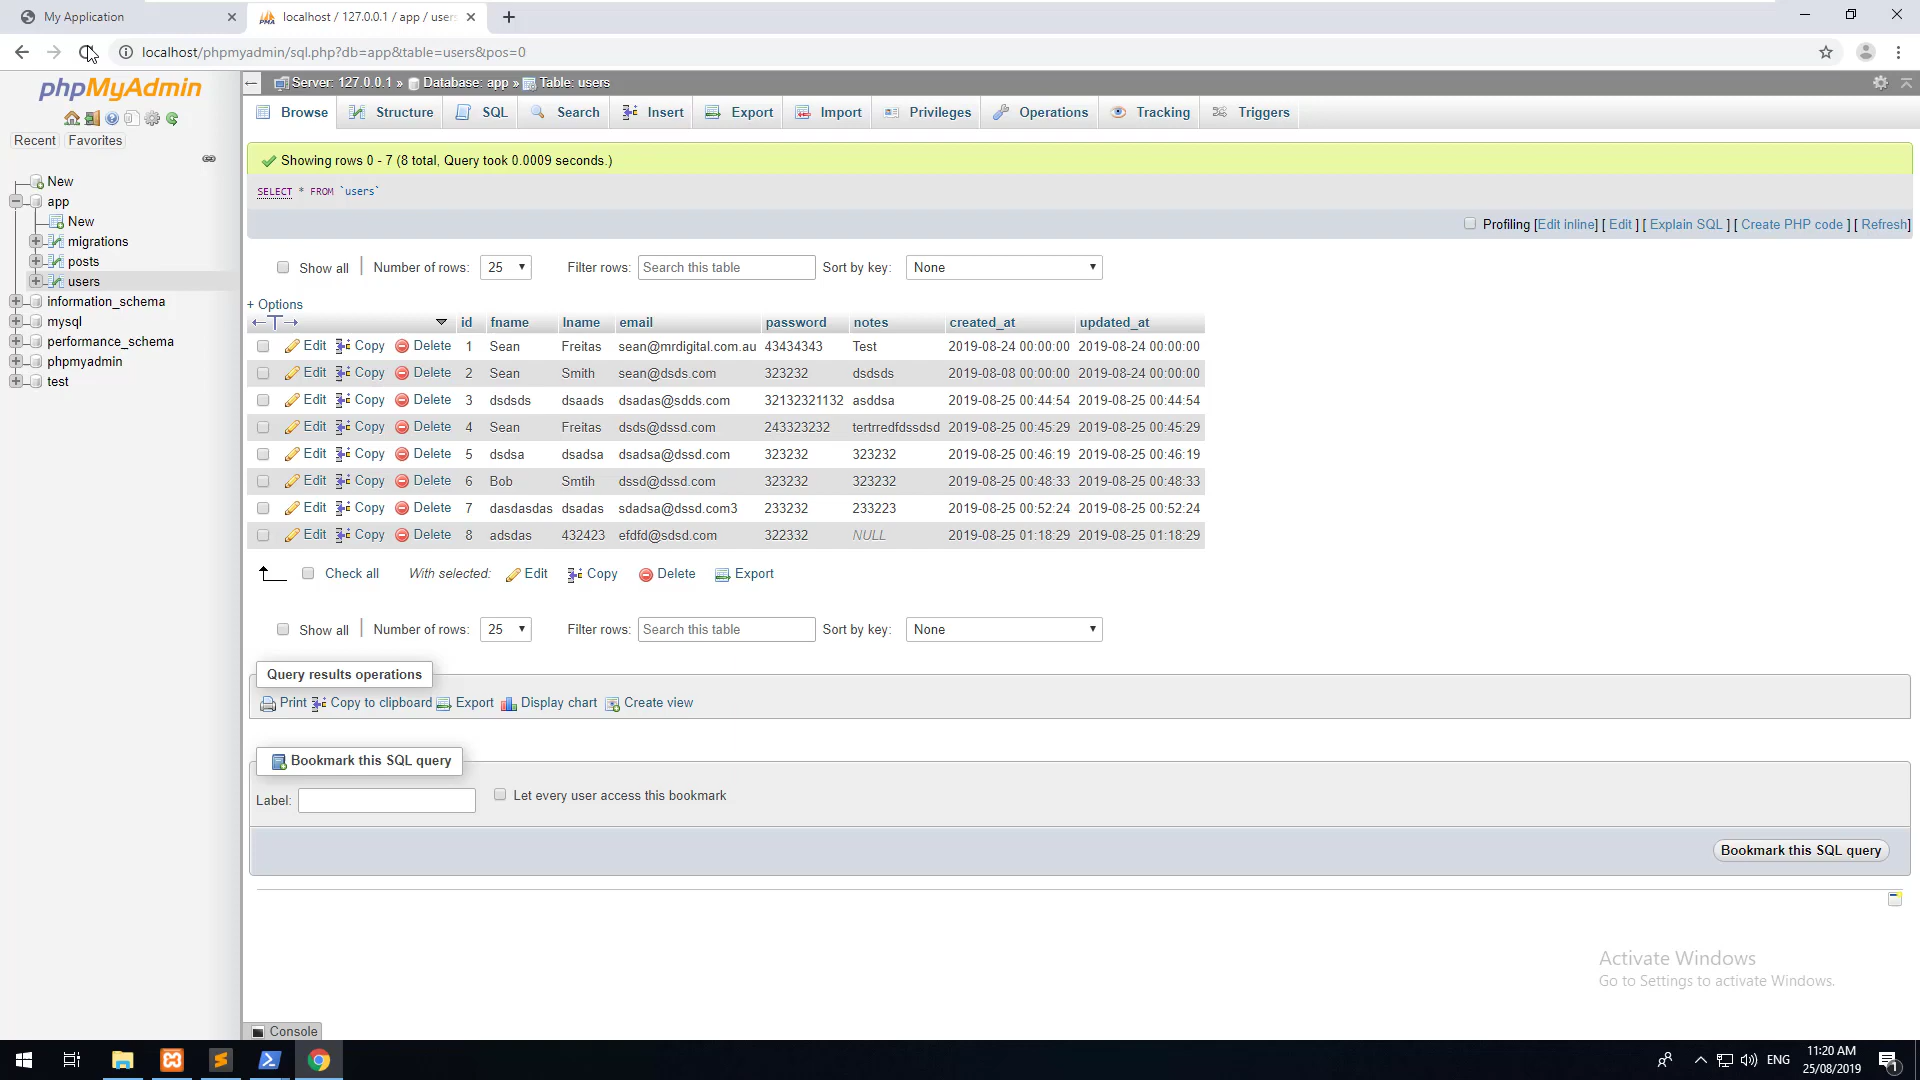 My Application
localhost / 127.0.0.1 / app / users
localhost/phpmyadmin/sql.php?db=app&table=users&pos=0
phpMyAdmin
Recent Favorites
New
app
New
migrations
posts
users
information_schema
mysql
performance_schema
phpmyadmin
test
Server: 127.0.0.1 » Database: app » Table: users
Browse Structure SQL Search Insert Export Import Privileges Operations Tracking Triggers
Showing rows 0 - 7 (8 total, Query took 0.0009 seconds.)
SELECT * FROM `users`
Profiling [Edit inline] [ Edit ] [ Explain SQL ] [ Create PHP code ] [ Refresh]
Show all Number of rows: 25 Filter rows: Search this table Sort by key: None
+ Options
id fname lname email password notes created_at updated_at
Edit Copy Delete 1 Sean Freitas sean@mrdigital.com.au 43434343 Test 2019-08-24 00:00:00 2019-08-24 00:00:00
Edit Copy Delete 2 Sean Smith sean@dsds.com 323232 dsdsds 2019-08-08 00:00:00 2019-08-24 00:00:00
Edit Copy Delete 3 dsdsds dsaads dsadas@sdds.com 32132321132 asddsa 2019-08-25 00:44:54 2019-08-25 00:44:54
Edit Copy Delete 4 Sean Freitas dsds@dssd.com 243323232 tertrredfdssdsd 2019-08-25 00:45:29 2019-08-25 00:45:29
Edit Copy Delete 5 dsdsa dsadsa dsadsa@dssd.com 323232 323232 2019-08-25 00:46:19 2019-08-25 00:46:19
Edit Copy Delete 6 Bob Smtih dssd@dssd.com 323232 323232 2019-08-25 00:48:33 2019-08-25 00:48:33
Edit Copy Delete 7 dasdasdas dsadas sdadsa@dssd.com3 233232 233223 2019-08-25 00:52:24 2019-08-25 00:52:24
Edit Copy Delete 8 adsdas 432423 efdfd@sdsd.com 322332 NULL 2019-08-25 01:18:29 2019-08-25 01:18:29
Check all With selected: Edit Copy Delete Export
Show all Number of rows: 25 Filter rows: Search this table Sort by key: None
Query results operations
Print Copy to clipboard Export Display chart Create view
Bookmark this SQL query
Label: Let every user access this bookmark
Bookmark this SQL query
Activate Windows
Go to Settings to activate Windows.
Console
ENG
11:20 AM
25/08/2019
1